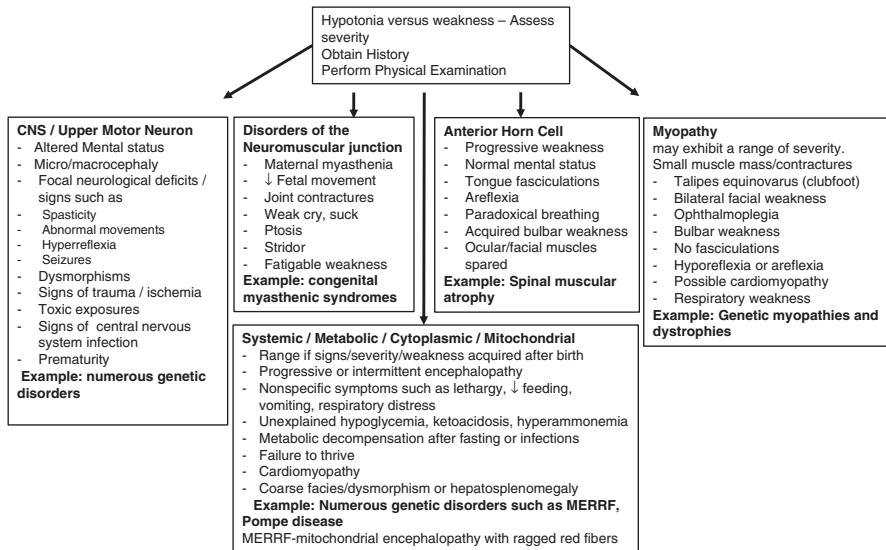 Hypotonia versus weakness – Assess
severity
Obtain History
Perform Physical Examination
CNS / Upper Motor Neuron
- Altered Mental status
- Micro/macrocephaly
- Focal neurological deficits /
signs such as
- Spasticity
- Abnormal movements
- Hyperreflexia
- Seizures
- Dysmorphisms
- Signs of trauma / ischemia
- Toxic exposures
- Signs of central nervous
system infection
- Prematurity
Example: numerous genetic
disorders
Disorders of the
Neuromuscular junction
- Maternal myasthenia
- ↓ Fetal movement
- Joint contractures
- Weak cry, suck
- Ptosis
- Stridor
- Fatigable weakness
Example: congenital
myasthenic syndromes
Anterior Horn Cell
- Progressive weakness
- Normal mental status
- Tongue fasciculations
- Areflexia
- Paradoxical breathing
- Acquired bulbar weakness
- Ocular/facial muscles
spared
Example: Spinal muscular
atrophy
Myopathy
may exhibit a range of severity.
Small muscle mass/contractures
- Talipes equinovarus (clubfoot)
- Bilateral facial weakness
- Ophthalmoplegia
- Bulbar weakness
- No fasciculations
- Hyporeflexia or areflexia
- Possible cardiomyopathy
- Respiratory weakness
Example: Genetic myopathies and
dystrophies
Systemic / Metabolic / Cytoplasmic / Mitochondrial
- Range if signs/severity/weakness acquired after birth
- Progressive or intermittent encephalopathy
- Nonspecific symptoms such as lethargy, ↓ feeding,
vomiting, respiratory distress
- Unexplained hypoglycemia, ketoacidosis, hyperammonemia
- Metabolic decompensation after fasting or infections
- Failure to thrive
- Cardiomyopathy
- Coarse facies/dysmorphism or hepatosplenomegaly
Example: Numerous genetic disorders such as MERRF,
Pompe disease
MERRF-mitochondrial encephalopathy with ragged red fibers